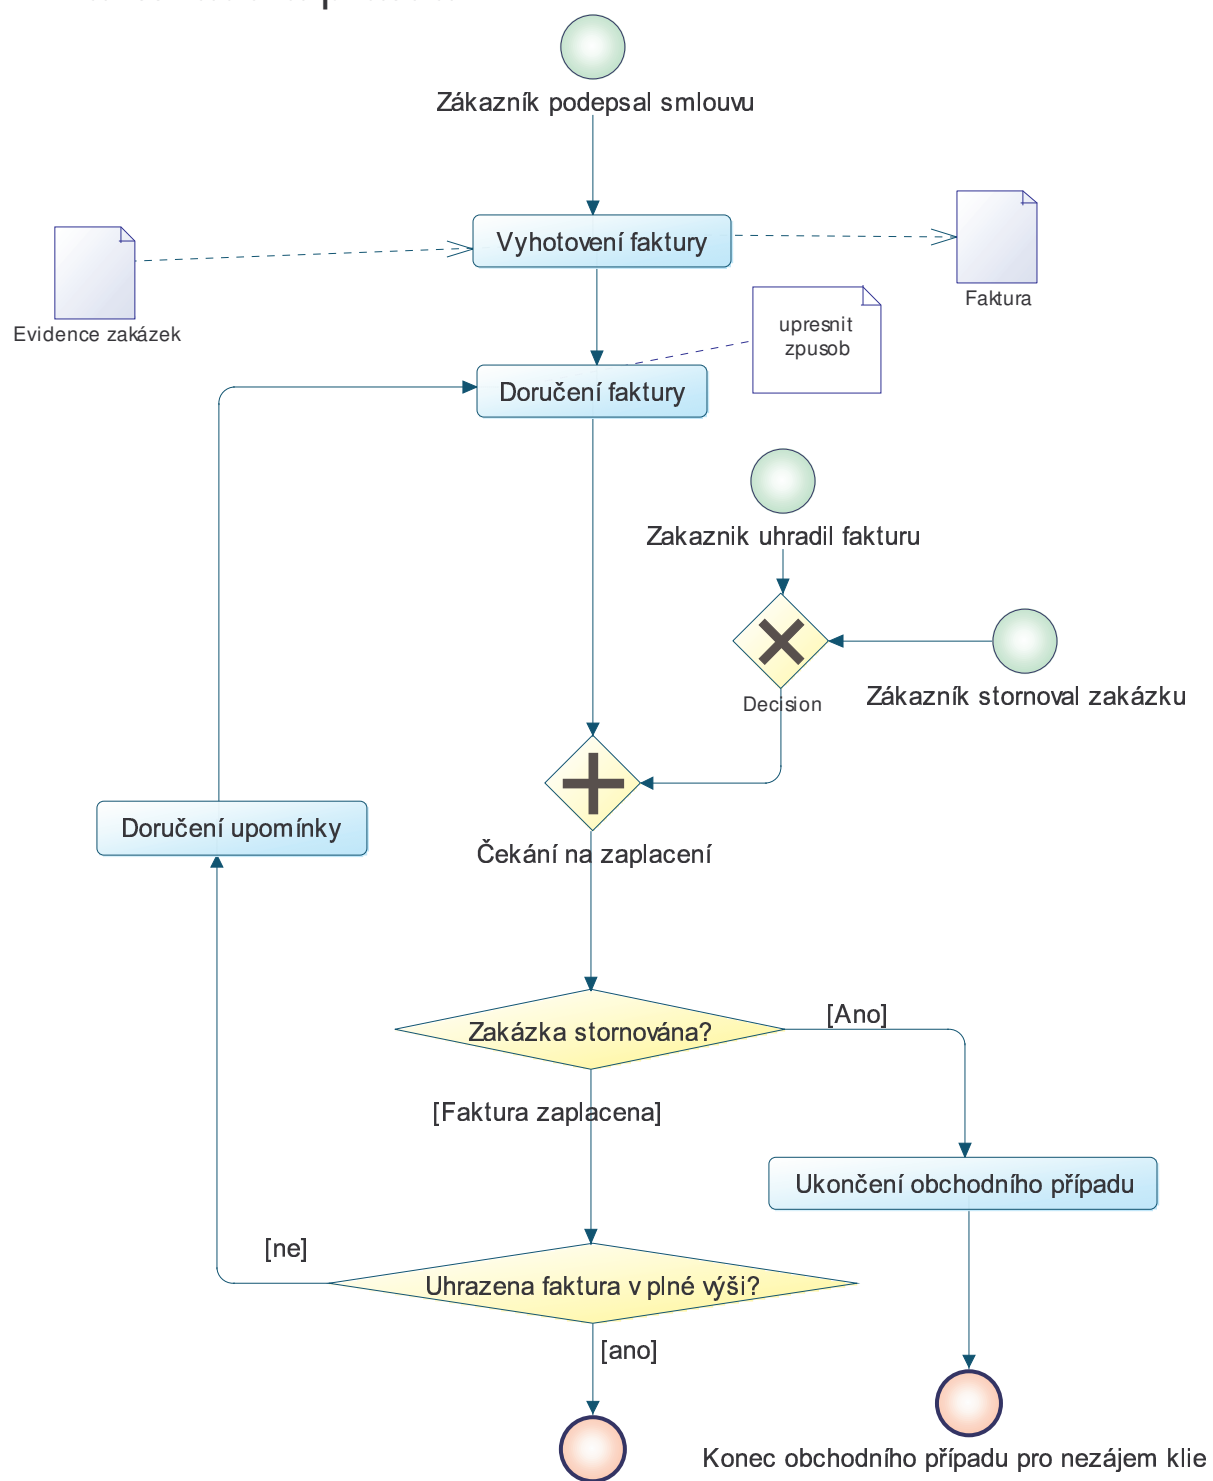 Zákazník podepsal smlouvu
Vyhotovení faktury
Evidence zakázek
Faktura
upresnit
zpusob
Doručení faktury
Zakaznik uhradil fakturu
Decision
Zákazník stornoval zakázku
Doručení upomínky
Čekání na zaplacení
Zakázka stornována?
[Ano]
[Faktura zaplacena]
Ukončení obchodního případu
[ne]
Uhrazena faktura v plné výši?
[ano]
Konec obchodního případu pro nezájem klie